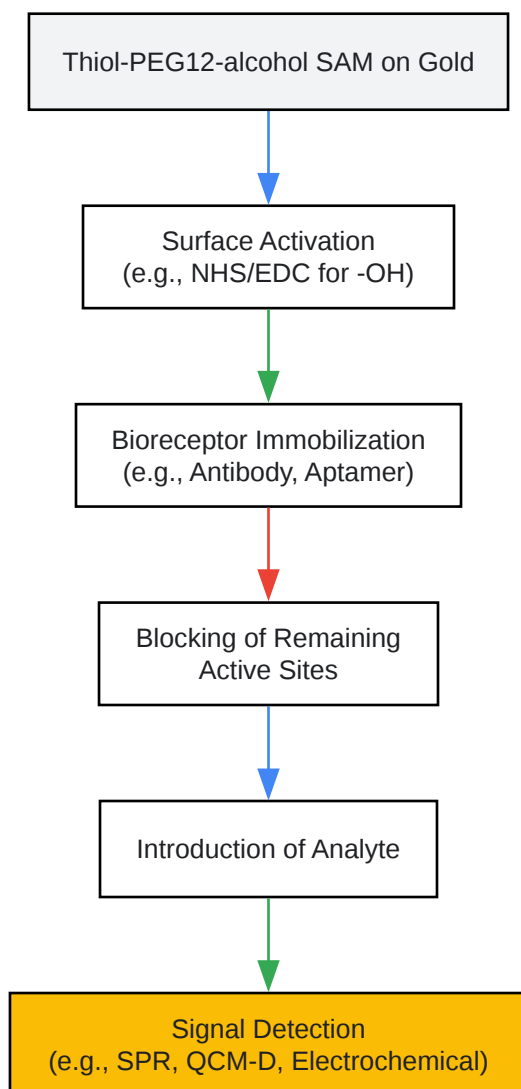 Thiol-PEG12-alcohol SAM on Gold
Surface Activation
(e.g., NHS/EDC for -OH)
Bioreceptor Immobilization
(e.g., Antibody, Aptamer)
Blocking of Remaining
Active Sites
Introduction of Analyte
Signal Detection
(e.g., SPR, QCM-D, Electrochemical)